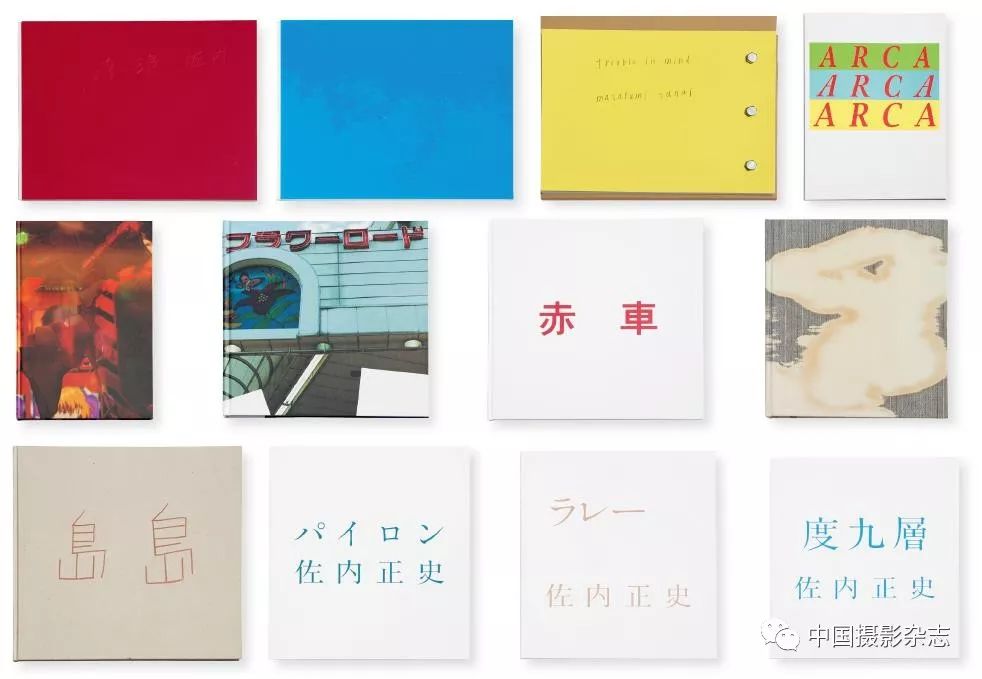 trouble in mind
masafumi sanai
ARCA
ARCA
ARCA
フラワーロード
赤車
島島
パイロン
佐内正史
ラレー
佐内正史
度九層
佐内正史
中国摄影杂志